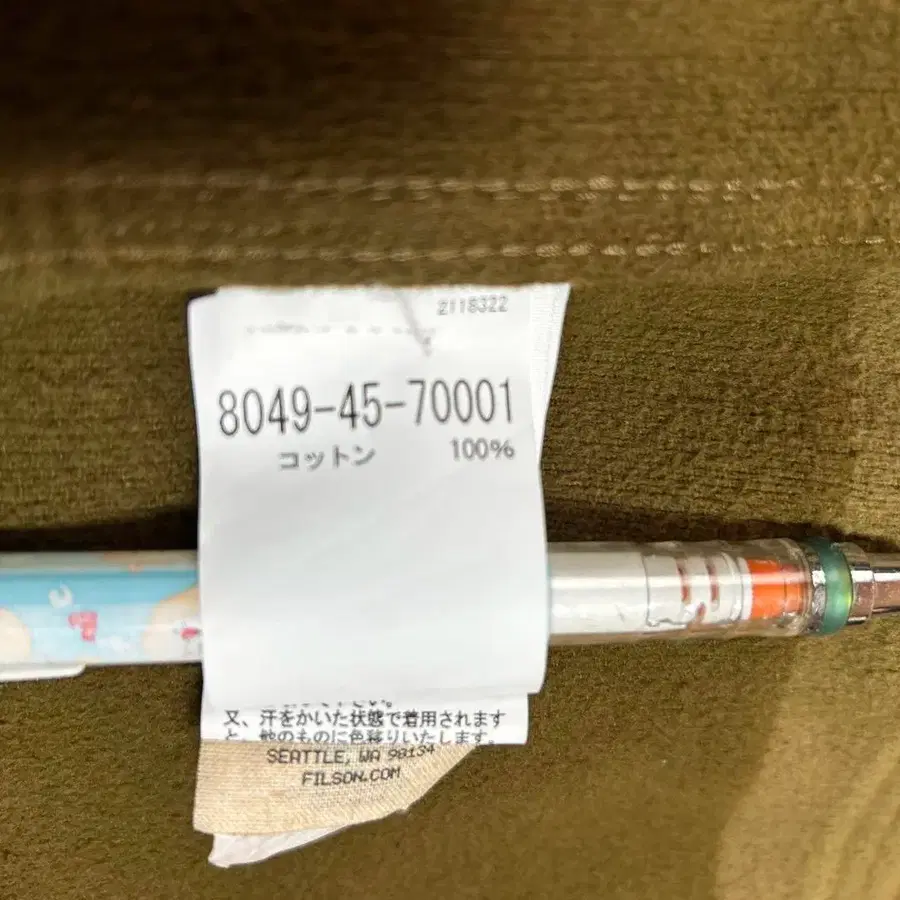 2118322
8049-45-70001
コットン 100%
又、汗をかいた状態で着用されます
と、他のものに色移りいたします。
SEATTLE, WA 98134
FILSON.COM